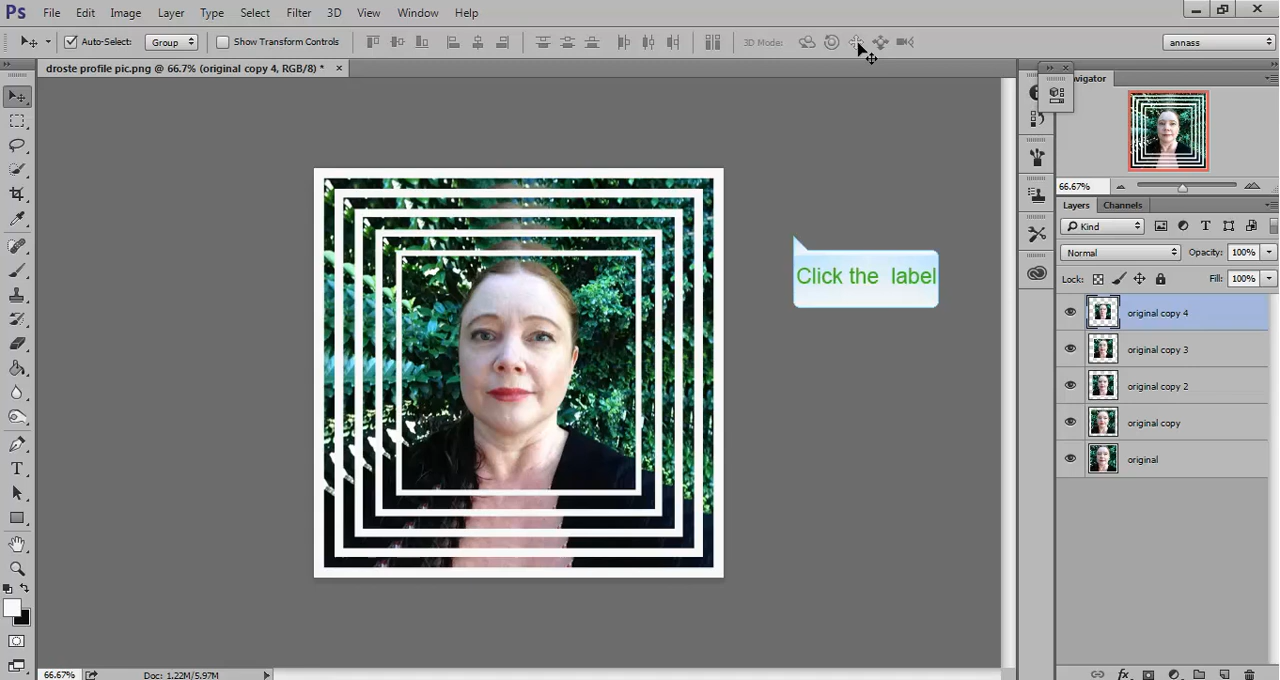 Ps File Edit Image Layer Type Select Filter 3D View Window Help
Auto-Select: Group Show Transform Controls 3D Mode: annass
droste profile pic.png @ 66.7% (original copy 4, RGB/8) * ×
avigator
66.67%
Layers Channels
Kind
Normal Opacity: 100%
Lock: Fill: 100%
Click the label
original copy 4
original copy 3
original copy 2
original copy
original
66.67% Doc: 1.22M/5.97M